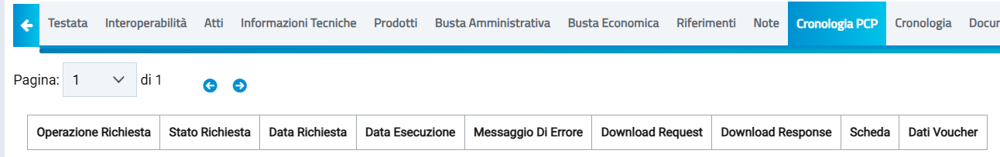 Testata Interoperabilità Atti Informazioni Tecniche Prodotti Busta Amministrativa Busta Economica Riferimenti Note Cronologia PCP Cronologia Docur
Pagina: 1 di 1
Operazione Richiesta Stato Richiesta Data Richiesta Data Esecuzione Messaggio Di Errore Download Request Download Response Scheda Dati Voucher